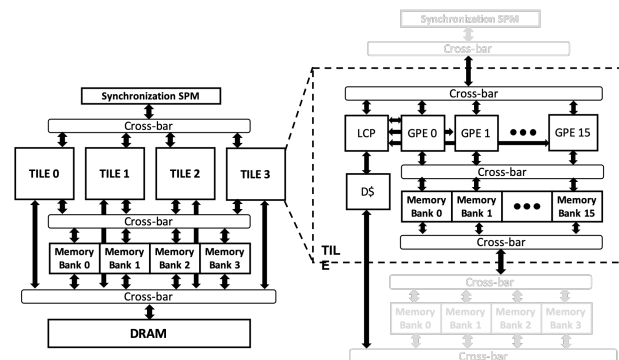 Synchronization SPM
Cross-bar
TILE 0
TILE 1
TILE 2
TILE 3
Cross-bar
Memory
Bank 0
Memory
Bank 1
Memory
Bank 2
Memory
Bank 3
Cross-bar
DRAM
Synchronization SPM
Cross-bar
Cross-bar
LCP
GPE 0
GPE 1
GPE 15
Cross-bar
D$
Memory
Bank 0
Memory
Bank 1
Memory
Bank 15
Cross-bar
TIL
E
Cross-bar
Memory
Bank 0
Memory
Bank 1
Memory
Bank 2
Memory
Bank 3
Cross-bar